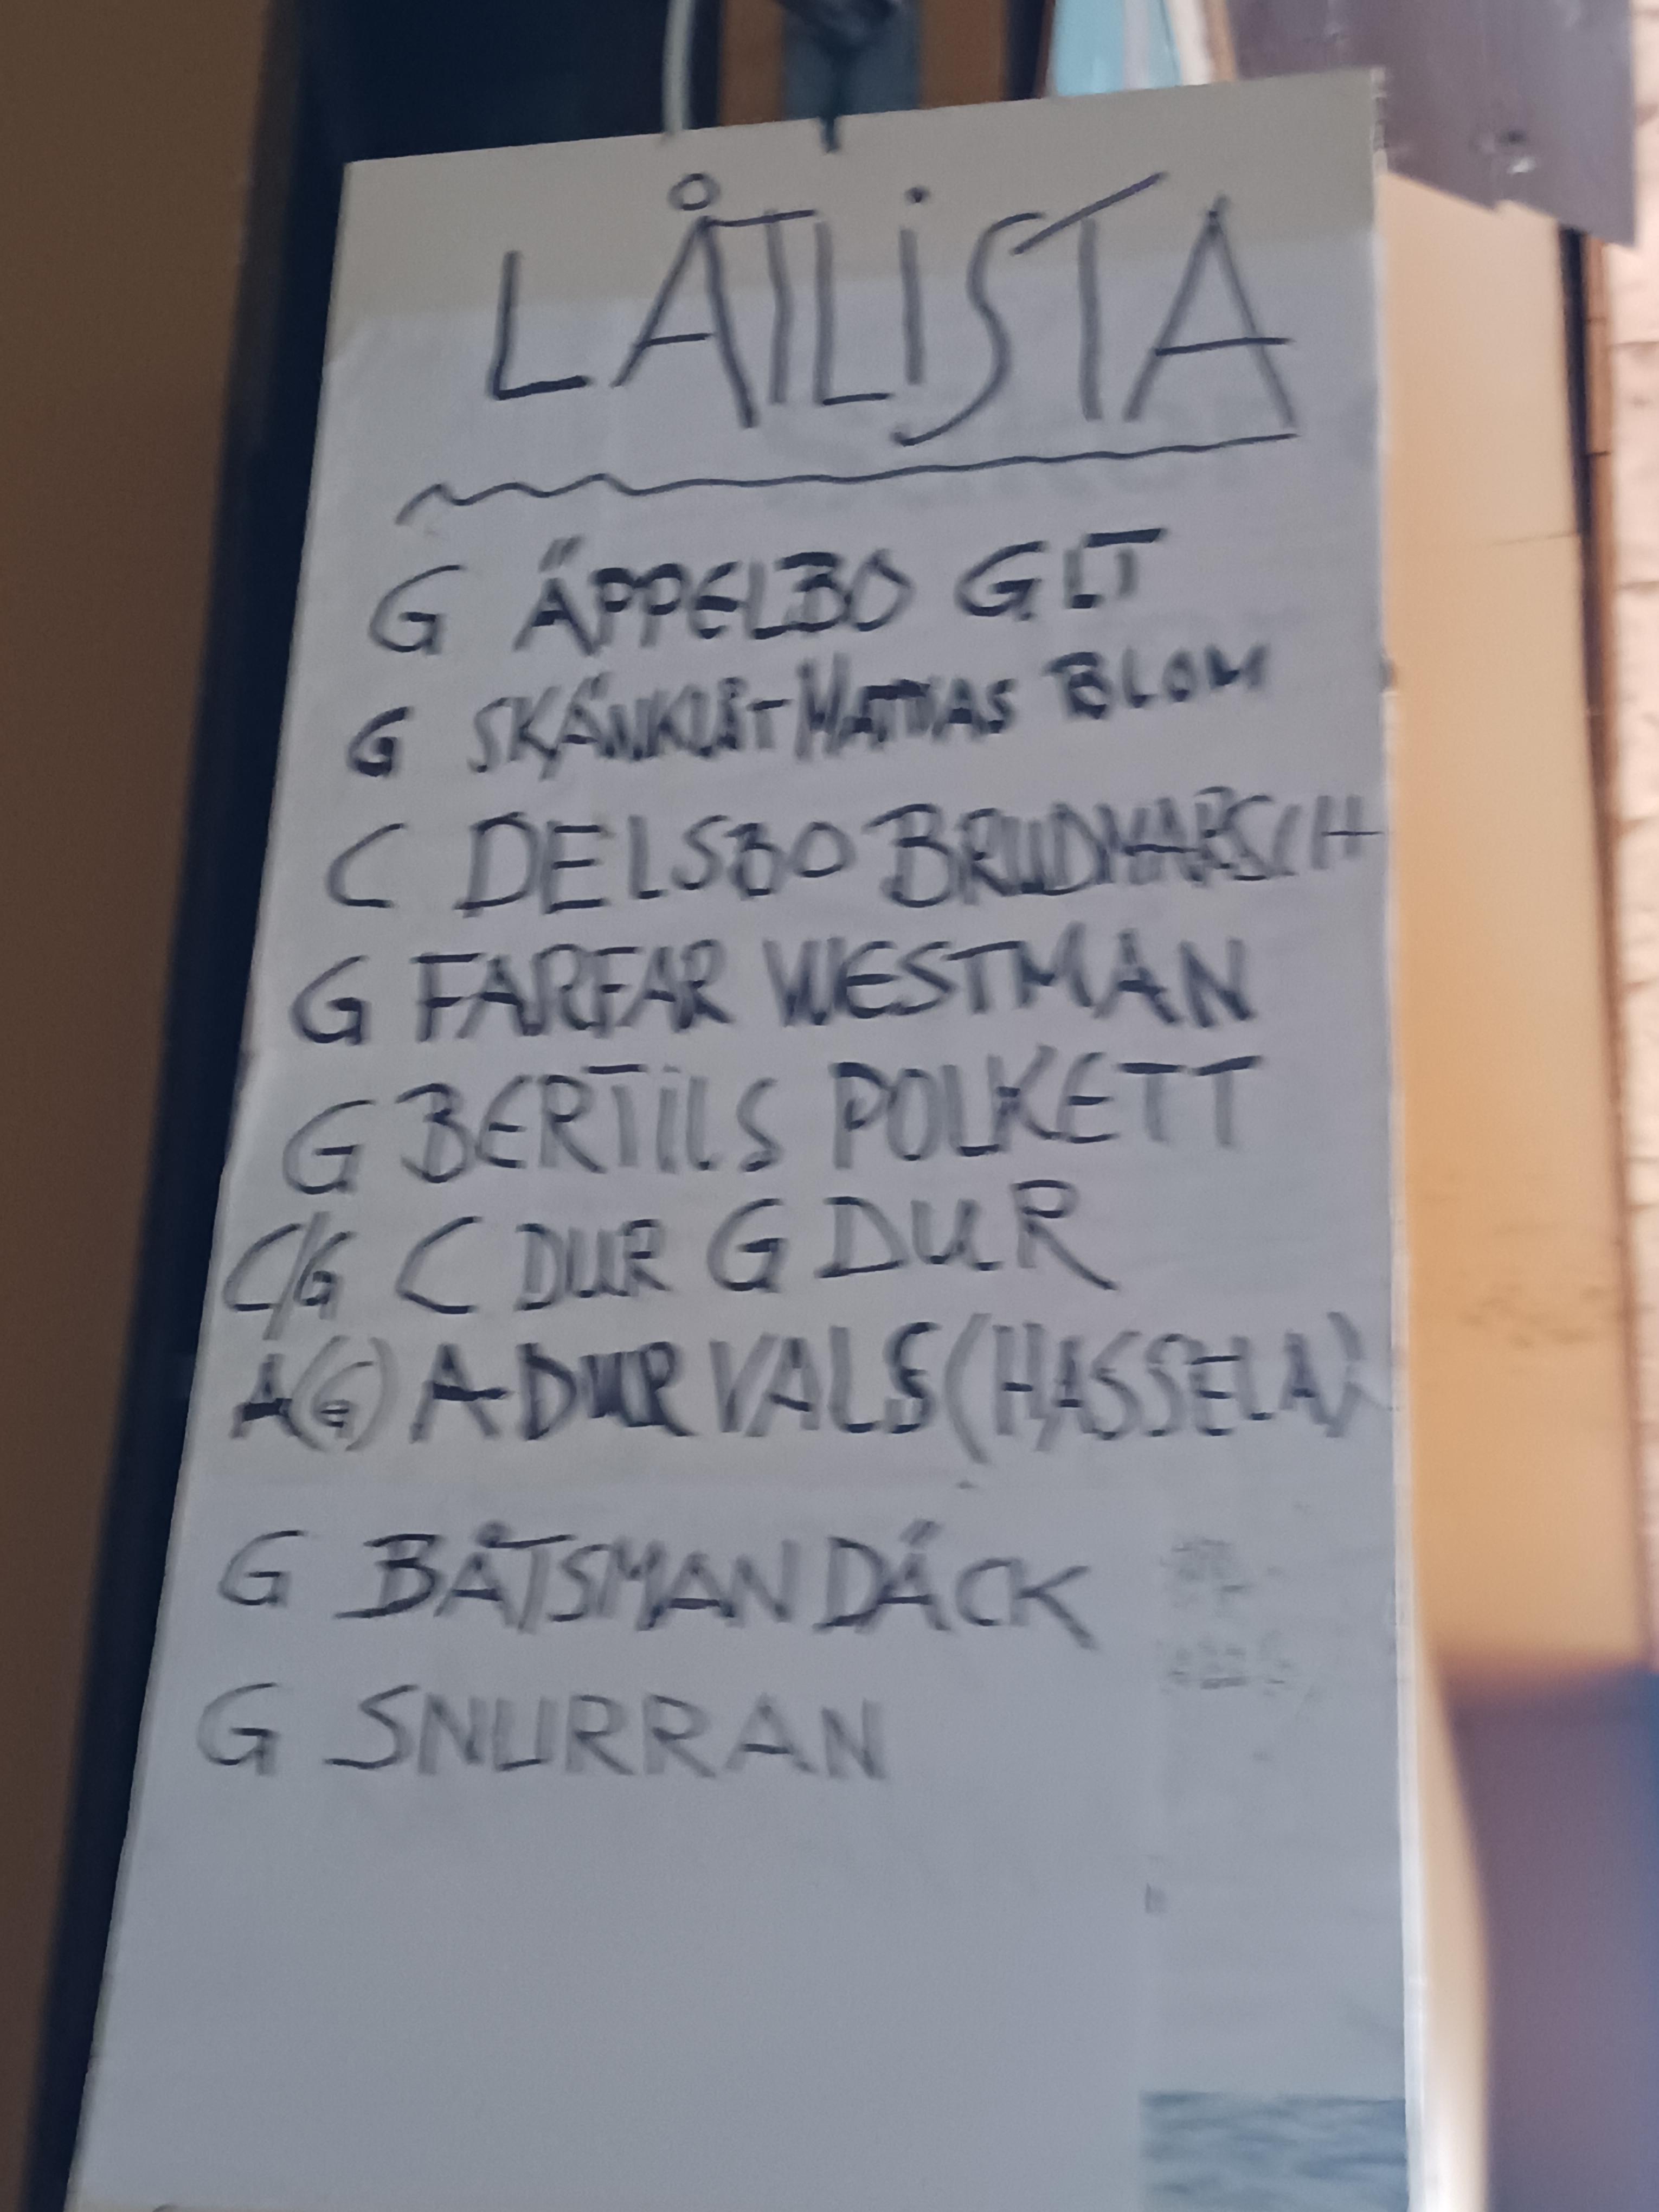 LÅTLISTA
G ÄPPELBO GLT
G SKÄNKLÅT MATTIAS BLOM
C DELSBO BRUDMARSCH
G FARFAR WESTMAN
G BERTILS POLKETT
C/G C DUR G DUR
A(G) A-DUR VALS (HASSELA)
G BÅTSMAN DÄCK
G SNURRAN